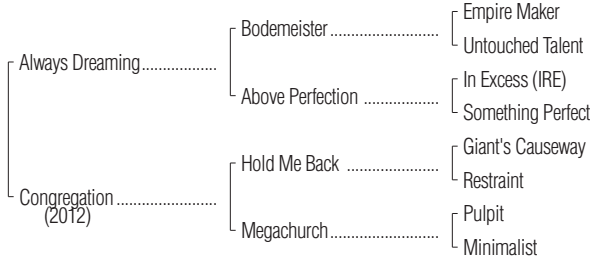 Empire Maker
Bodemeister
Untouched Talent
Always Dreaming
In Excess (IRE)
Above Perfection
Something Perfect
Giant's Causeway
Hold Me Back
Restraint
Congregation
(2012)
Pulpit
Megachurch
Minimalist